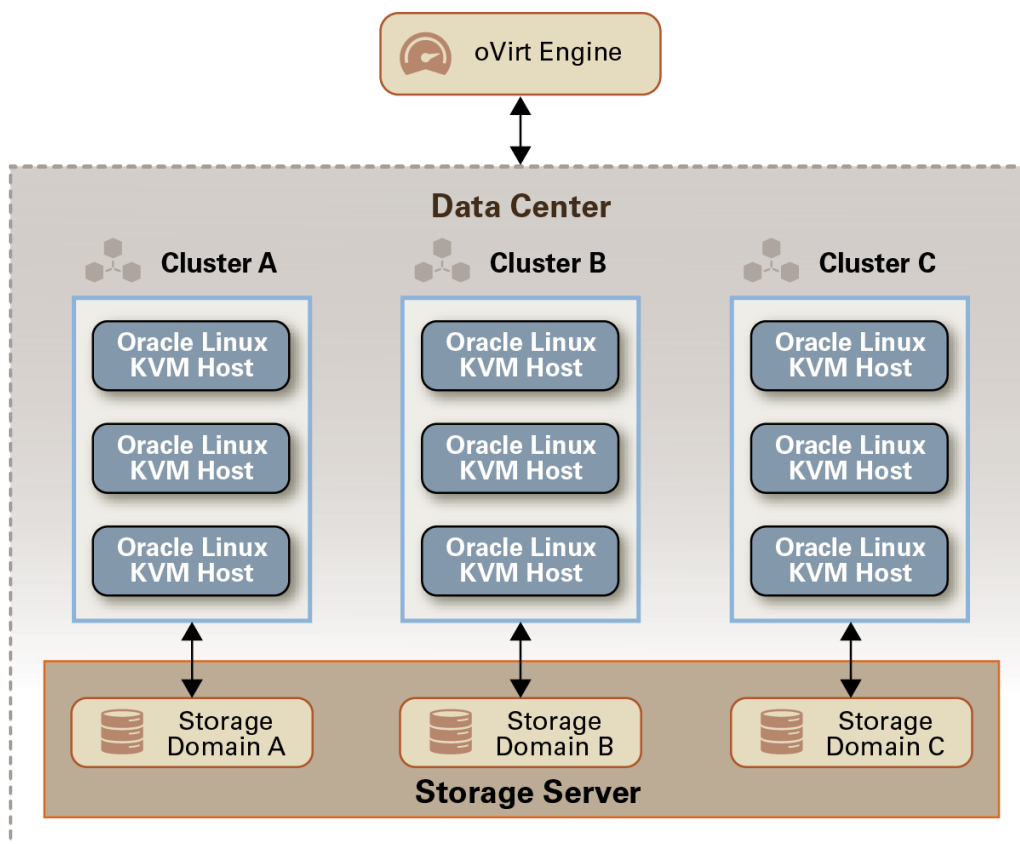 oVirt Engine
Data Center
Cluster A
Cluster B
Cluster C
Oracle Linux
KVM Host
Oracle Linux
KVM Host
Oracle Linux
KVM Host
Oracle Linux
KVM Host
Oracle Linux
KVM Host
Oracle Linux
KVM Host
Oracle Linux
KVM Host
Oracle Linux
KVM Host
Oracle Linux
KVM Host
Storage
Domain A
Storage
Domain B
Storage
Domain C
Storage Server